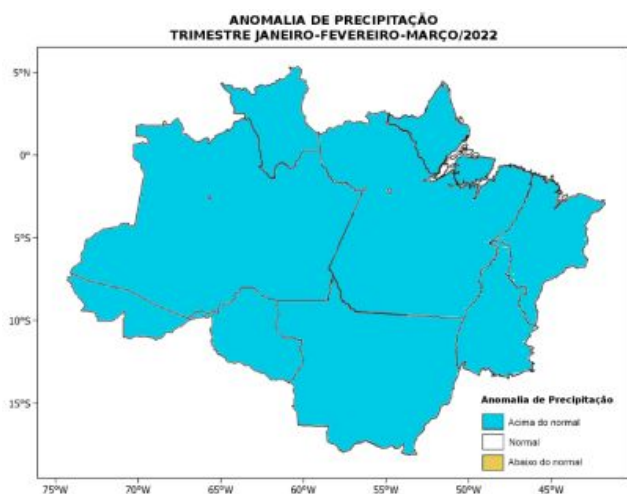 ANOMALIA DE PRECIPITAÇÃO
TRIMESTRE JANEIRO-FEVEREIRO-MARÇO/2022
5°N
0°
5°S
10°S
15°S
Anomalia de Precipitação
Acima do normal
Normal
Abaixo do normal
75°W 70°W 65°W 60°W 55°W 50°W 45°W